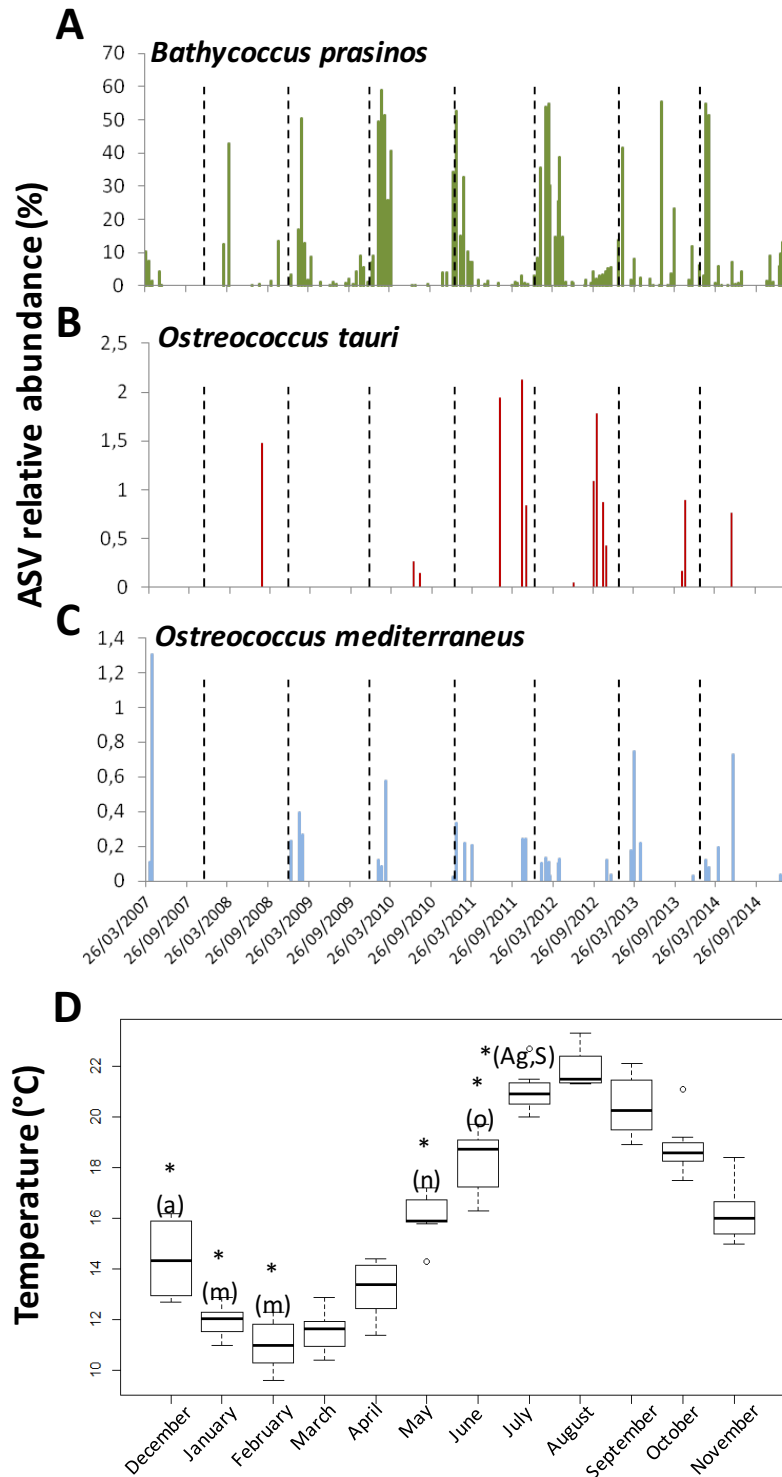 A
Bathycoccus prasinos
70
60
50
40
30
20
10
0
ASV relative abundance (%)
B
Ostreococcus tauri
2,5
2
1,5
1
0,5
0
C
Ostreococcus mediterraneus
1,4
1,2
1
0,8
0,6
0,4
0,2
0
26/03/2007
26/09/2007
26/03/2008
26/09/2008
26/03/2009
26/09/2009
26/03/2010
26/09/2010
26/03/2011
26/09/2011
26/03/2012
26/09/2012
26/03/2013
26/09/2013
26/03/2014
26/09/2014
D
Temperature (°C)
22
20
18
16
14
12
10
*(Ag,S)
*
(o)
*
(n)
*
(a)
*
(m)
*
(m)
December
January
February
March
April
May
June
July
August
September
October
November